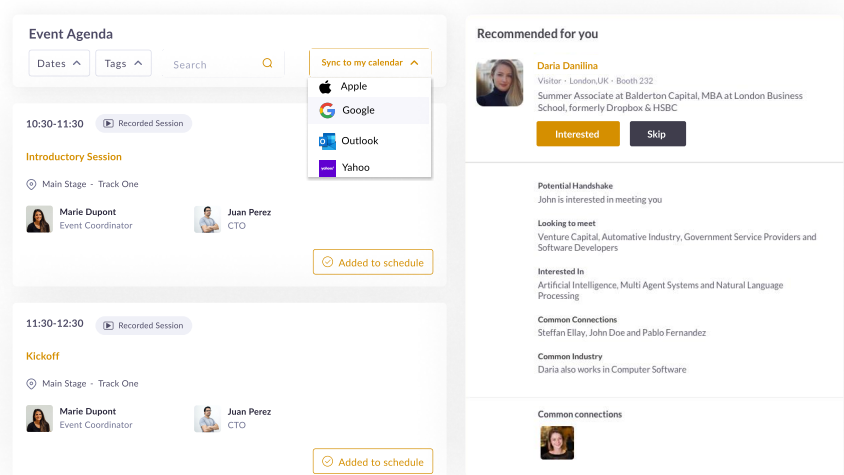 Event Agenda
Dates
Tags
Search
Sync to my calendar
Apple
Google
Outlook
yahoo!
Yahoo
10:30-11:30
Recorded Session
Introductory Session
Main Stage - Track One
Marie Dupont
Event Coordinator
Juan Perez
CTO
Added to schedule
11:30-12:30
Recorded Session
Kickoff
Main Stage - Track One
Marie Dupont
Event Coordinator
Juan Perez
CTO
Added to schedule
Recommended for you
Daria Danilina
Visitor - London,UK - Booth 232
Summer Associate at Balderton Capital, MBA at London Business
School, formerly Dropbox & HSBC
Interested
Skip
Potential Handshake
John is interested in meeting you
Looking to meet
Venture Capital, Automative Industry, Government Service Providers and
Software Developers
Interested In
Artificial Intelligence, Multi Agent Systems and Natural Language
Processing
Common Connections
Steffan Ellay, John Doe and Pablo Fernandez
Common Industry
Daria also works in Computer Software
Common connections